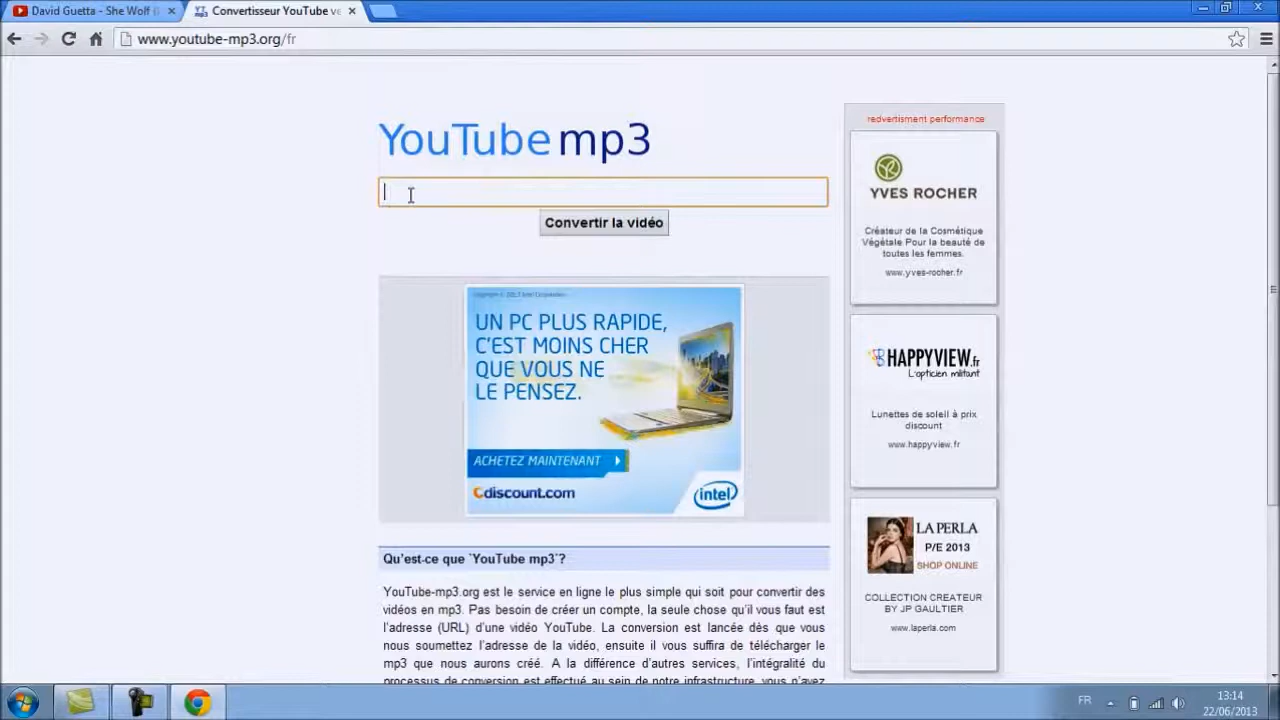 David Guetta - She Wolf
Convertisseur YouTube ve
www.youtube-mp3.org/fr
YouTube mp3
Convertir la vidéo
UN PC PLUS RAPIDE,
C'EST MOINS CHER
QUE VOUS NE
LE PENSEZ.
ACHETEZ MAINTENANT
Cdiscount.com
intel
redvertisment performance
YVES ROCHER
Créateur de la Cosmétique
Végétale Pour la beauté de
toutes les femmes.
www.yves-rocher.fr
HAPPYVIEW.fr
L'opticien militant
Lunettes de soleil à prix
discount
www.happyview.fr
LA PERLA
P/E 2013
SHOP ONLINE
COLLECTION CREATEUR
BY JP GAULTIER
www.laperla.com
Qu'est-ce que `YouTube mp3`?
YouTube-mp3.org est le service en ligne le plus simple qui soit pour convertir des
vidéos en mp3. Pas besoin de créer un compte, la seule chose qu'il vous faut est
l'adresse (URL) d'une vidéo YouTube. La conversion est lancée dès que vous
nous soumettez l'adresse de la vidéo, ensuite il vous suffira de télécharger le
mp3 que nous aurons créé. A la différence d'autres services, l'intégralité du
processus de conversion est effectué au sein de notre infrastructure, vous n'avez
FR
13:14
22/06/2013